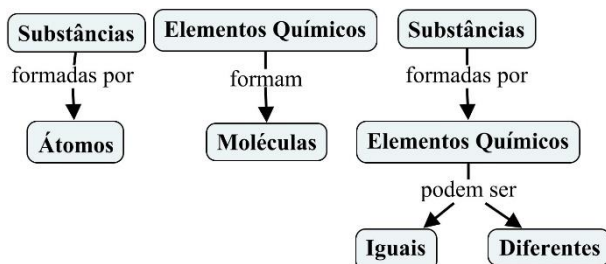 Substâncias
formadas por
Átomos
Elementos Químicos
formam
Moléculas
Substâncias
formadas por
Elementos Químicos
podem ser
Iguais
Diferentes